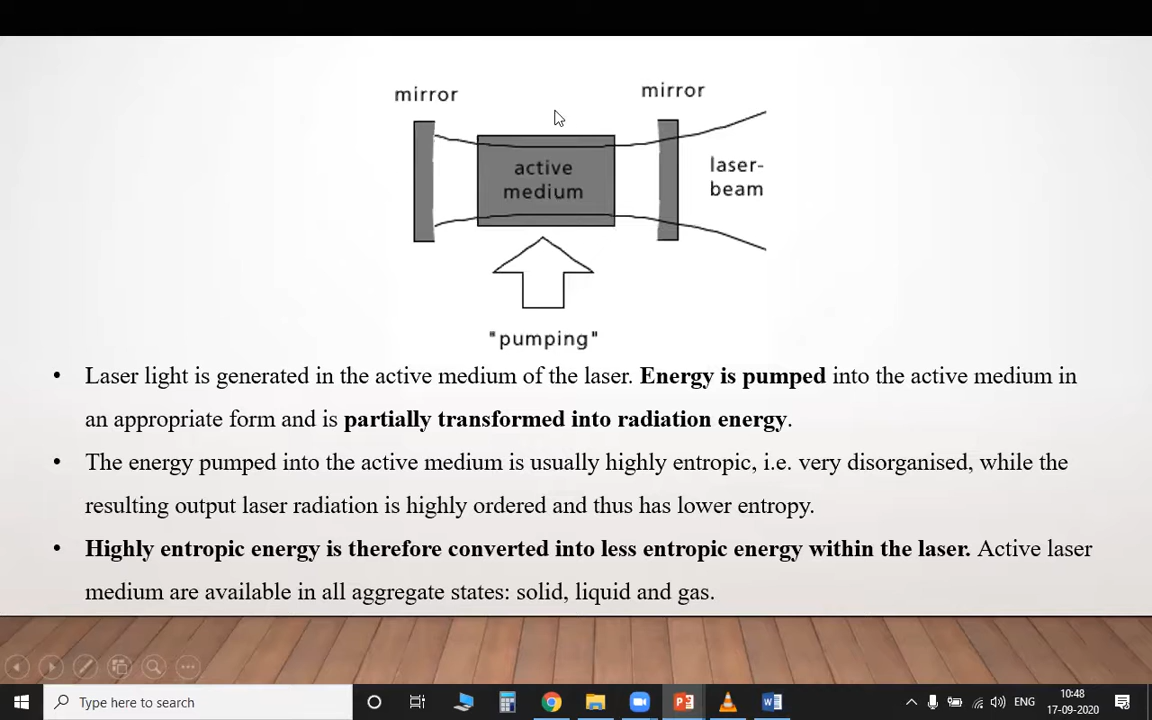 mirror
mirror
active
medium
laser-
beam
"pumping"
• Laser light is generated in the active medium of the laser. Energy is pumped into the active medium in
an appropriate form and is partially transformed into radiation energy.
• The energy pumped into the active medium is usually highly entropic, i.e. very disorganised, while the
resulting output laser radiation is highly ordered and thus has lower entropy.
• Highly entropic energy is therefore converted into less entropic energy within the laser. Active laser
medium are available in all aggregate states: solid, liquid and gas.
Type here to search
ENG
10:48
17-09-2020